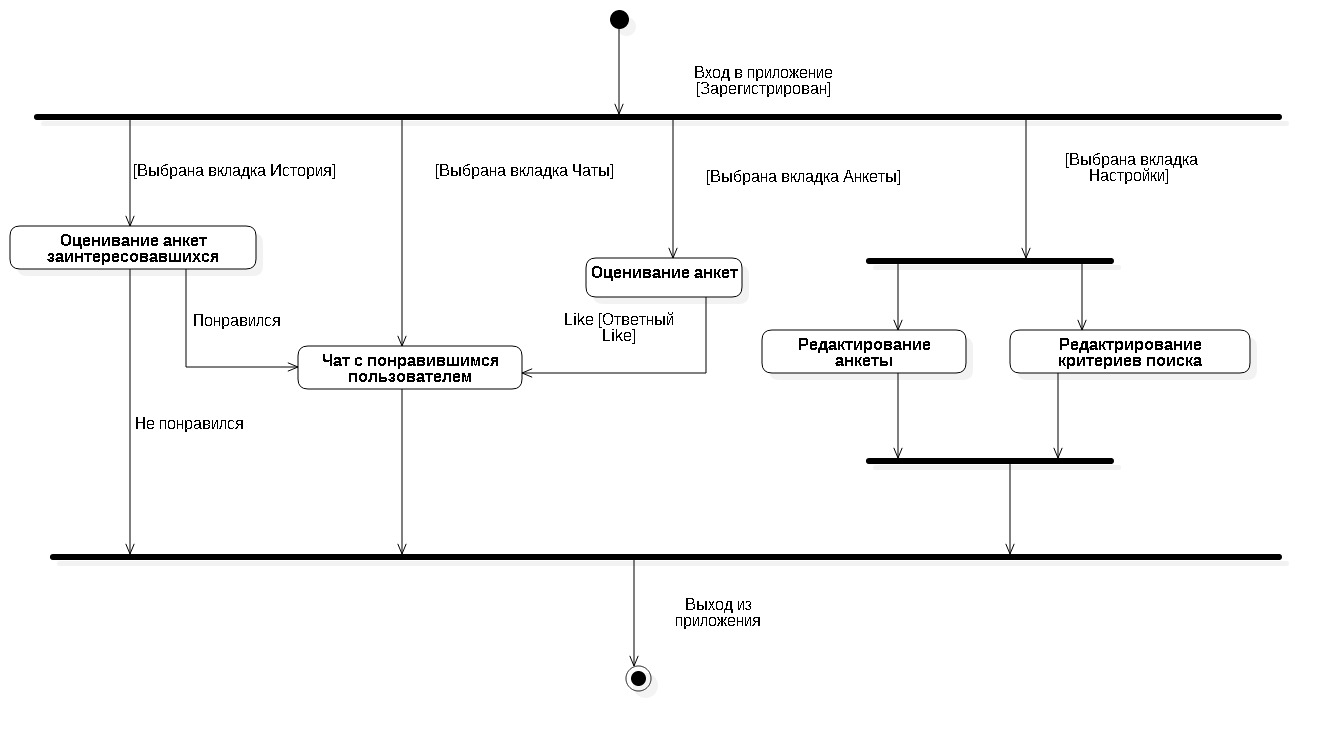 Вход в приложение
[Зарегистрирован]
[Выбрана вкладка История]
[Выбрана вкладка Чаты]
[Выбрана вкладка Анкеты]
[Выбрана вкладка
Настройки]
Оценивание анкет
заинтересовавшихся
Оценивание анкет
Понравился
Like [Ответный
Like]
Чат с понравившимся
пользователем
Редактирование
анкеты
Редактрирование
критериев поиска
Не понравился
Выход из
приложения